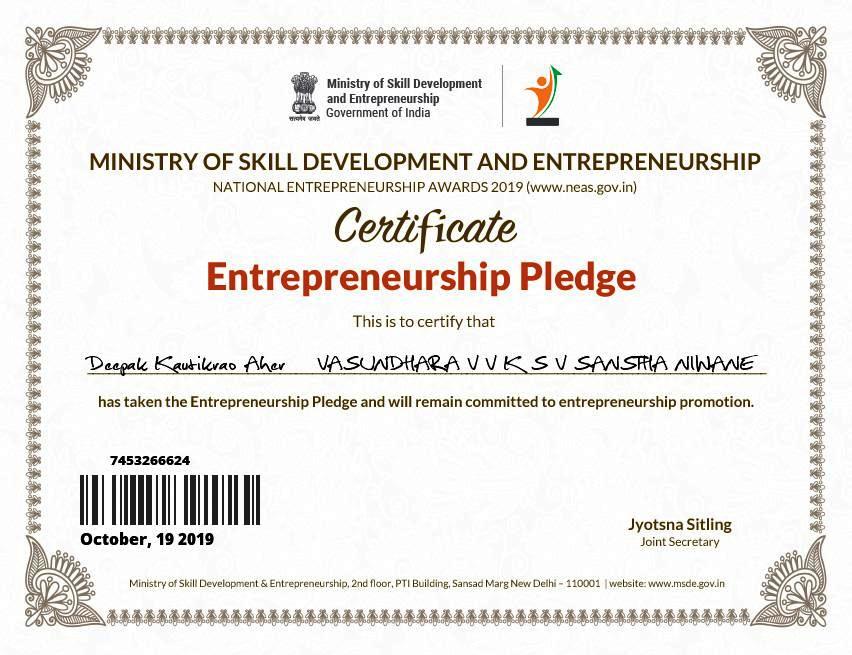 Ministry of Skill Development
and Entrepreneurship
Government of India
सत्यमेव जयते
MINISTRY OF SKILL DEVELOPMENT AND ENTREPRENEURSHIP
NATIONAL ENTREPRENEURSHIP AWARDS 2019 (www.neas.gov.in)
Certificate
Entrepreneurship Pledge
This is to certify that
Deepak Kautikrao Aher VASUNDHARA V V K S V SANSTHA NIWANE
has taken the Entrepreneurship Pledge and will remain committed to entrepreneurship promotion.
7453266624
October, 19 2019
Jyotsna Sitling
Joint Secretary
Ministry of Skill Development & Entrepreneurship, 2nd floor, PTI Building, Sansad Marg New Delhi – 110001 | website: www.msde.gov.in